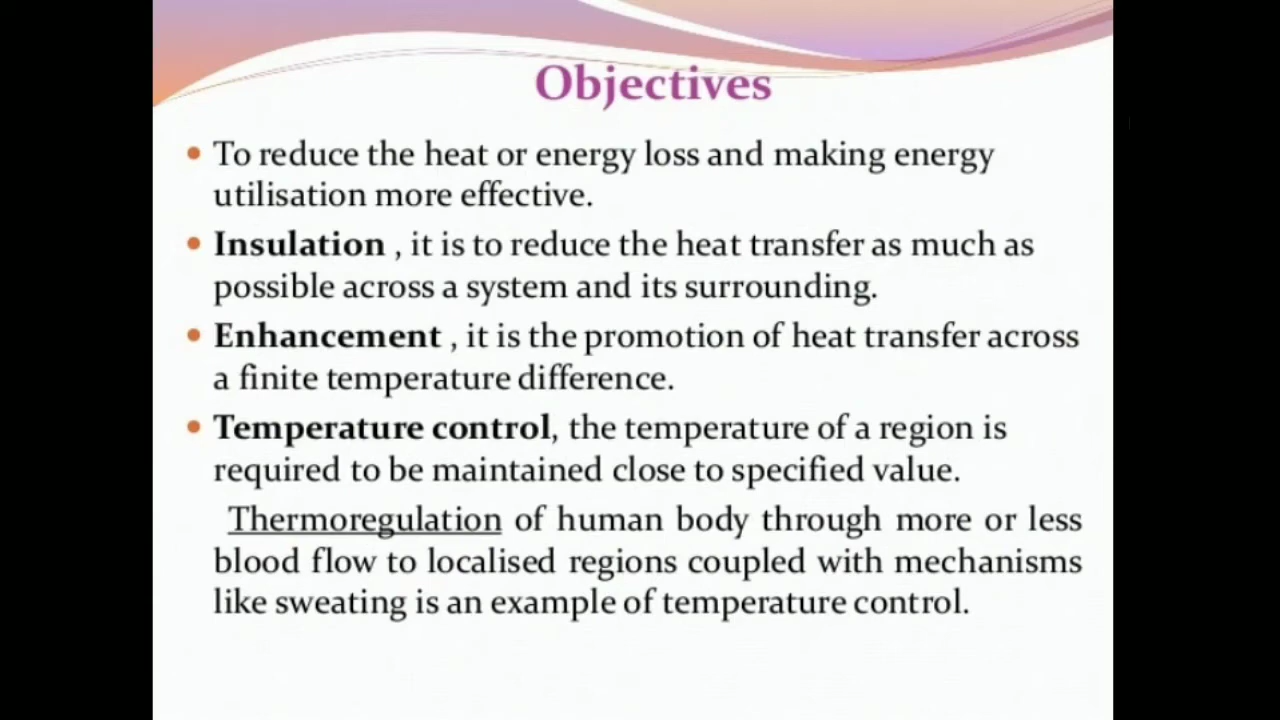 Objectives
• To reduce the heat or energy loss and making energy
utilisation more effective.
• Insulation , it is to reduce the heat transfer as much as
possible across a system and its surrounding.
• Enhancement , it is the promotion of heat transfer across
a finite temperature difference.
• Temperature control, the temperature of a region is
required to be maintained close to specified value.
Thermoregulation of human body through more or less
blood flow to localised regions coupled with mechanisms
like sweating is an example of temperature control.